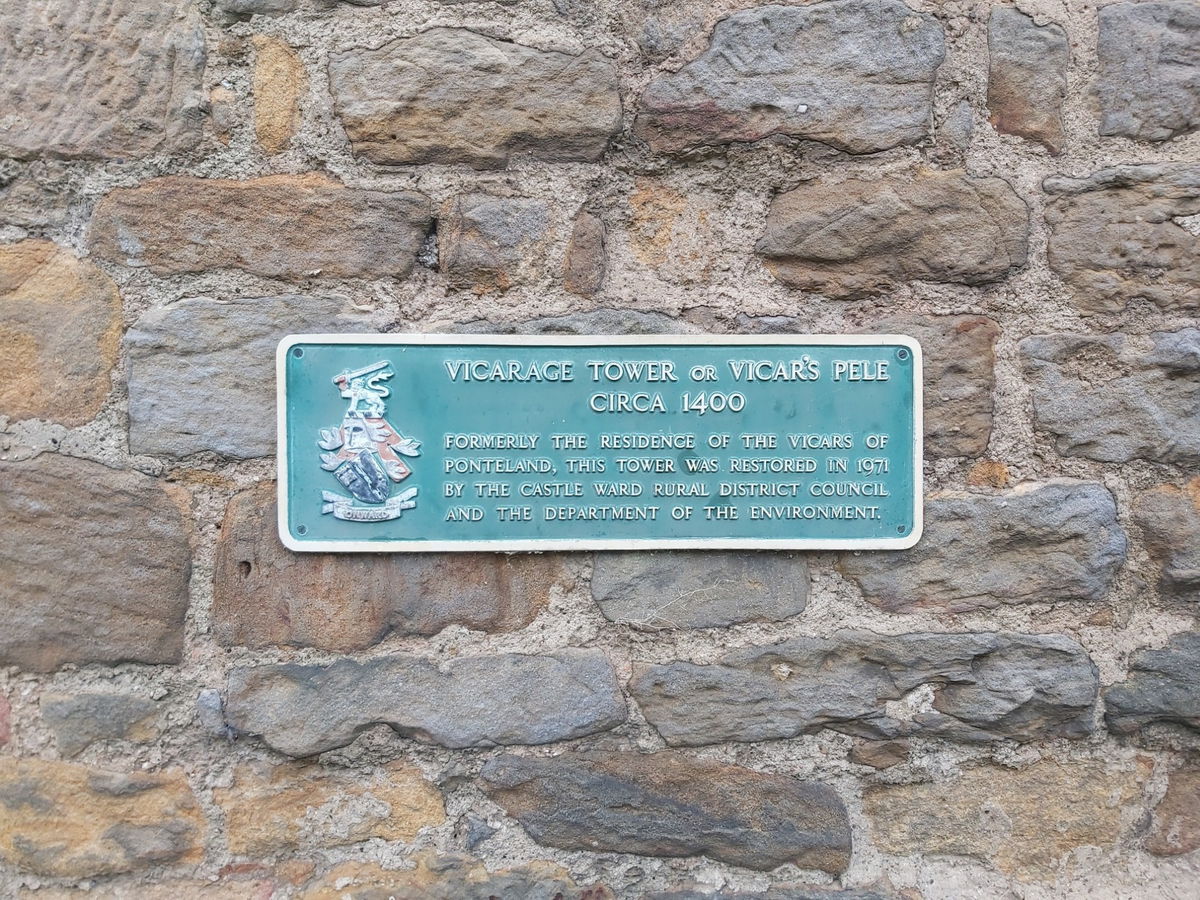 VICARAGE TOWER OR VICAR'S PELE
CIRCA 1400
FORMERLY THE RESIDENCE OF THE VICARS OF
PONTELAND, THIS TOWER WAS RESTORED IN 1971
BY THE CASTLE WARD RURAL DISTRICT COUNCIL
AND THE DEPARTMENT OF THE ENVIRONMENT.
ONWARD